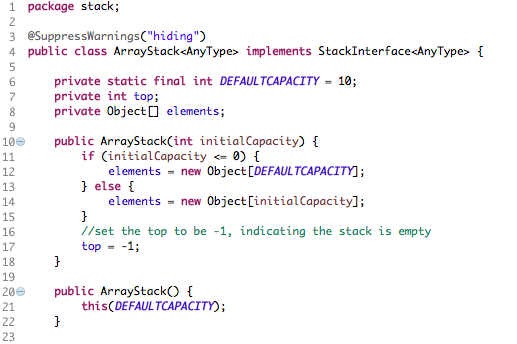 1 package stack;
2
3 @SuppressWarnings("hiding")
4 public class ArrayStack<AnyType> implements StackInterface<AnyType> {
5
6     private static final int DEFAULTCAPACITY = 10;
7     private int top;
8     private Object[] elements;
9
10     public ArrayStack(int initialCapacity) {
11         if (initialCapacity <= 0) {
12             elements = new Object[DEFAULTCAPACITY];
13         } else {
14             elements = new Object[initialCapacity];
15         }
16         //set the top to be -1, indicating the stack is empty
17         top = -1;
18     }
19
20     public ArrayStack() {
21         this(DEFAULTCAPACITY);
22     }
23